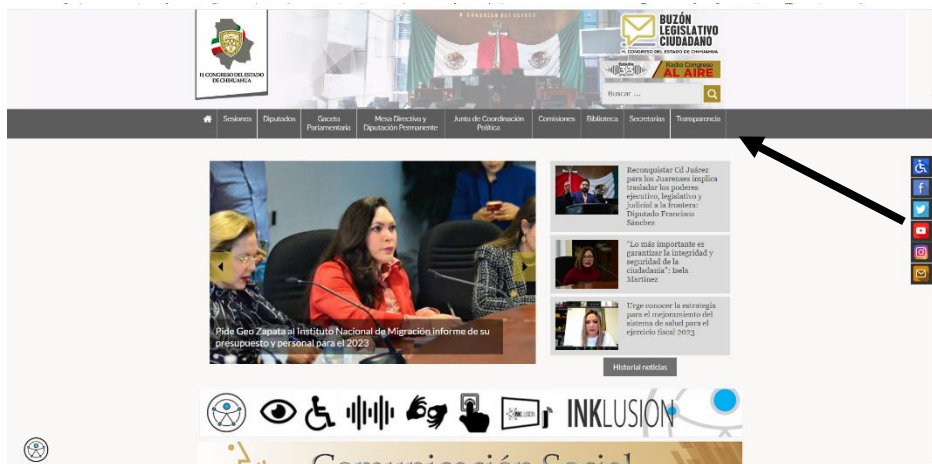 CONGRESO DEL ESTADO
H. CONGRESO DEL ESTADO
DE CHIHUAHUA
BUZÓN
LEGISLATIVO
CIUDADANO
H. CONGRESO DEL ESTADO DE CHIHUAHUA
Radio Congreso
AL AIRE
Buscar ...
Sesiones
Diputados
Gaceta
Parlamentaria
Mesa Directiva y
Diputación Permanente
Junta de Coordinación
Política
Comisiones
Biblioteca
Secretarías
Transparencia
Pide Geo Zapata al Instituto Nacional de Migración informe de su
presupuesto y personal para el 2023
Reconquistar Cd Juárez
para los Juarenses implica
trasladar los poderes
ejecutivo, legislativo y
judicial a la frontera:
Diputado Francisco
Sánchez
"Lo más importante es
garantizar la integridad y
seguridad de la
ciudadanía": Isela
Martínez
Urge conocer la estrategia
para el mejoramiento del
sistema de salud para el
ejercicio fiscal 2023
Historial noticias
INKLUSION
Comunicación Social